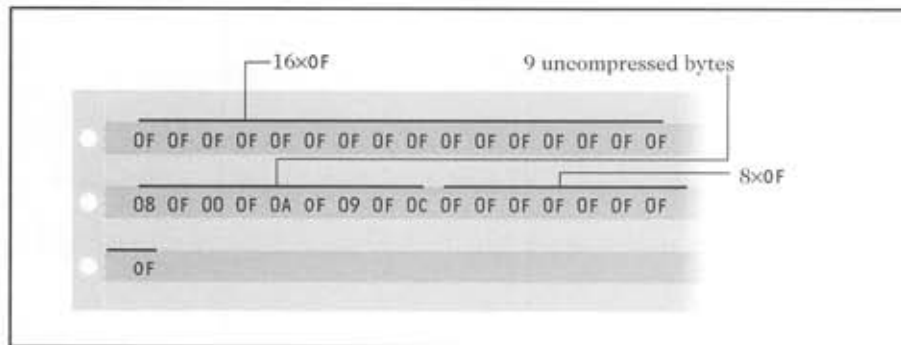 16×0F 9 uncompressed bytes
0F 0F 0F 0F 0F 0F 0F 0F 0F 0F 0F 0F 0F 0F 0F 0F
8×0F
08 0F 00 0F 0A 0F 09 0F 0C 0F 0F 0F 0F 0F 0F 0F
0F